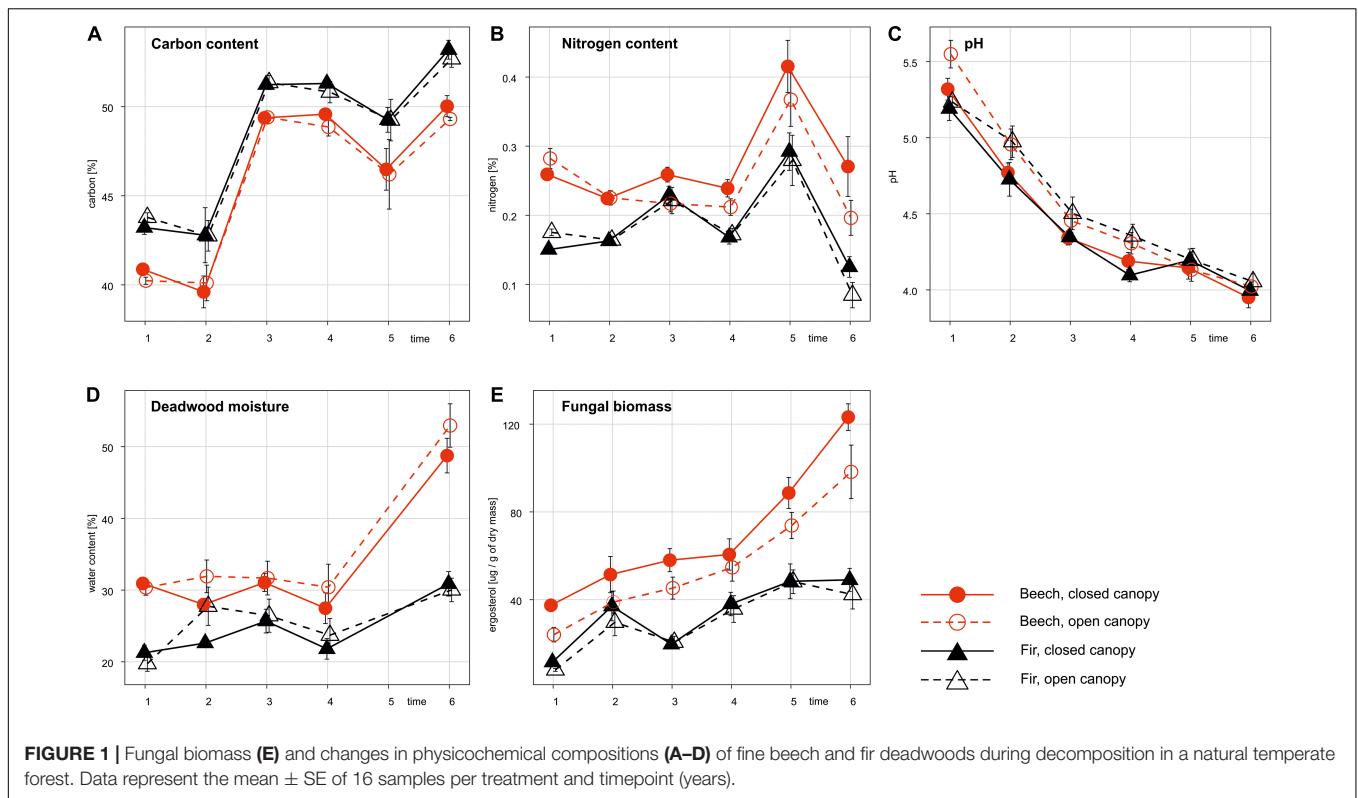 A
Carbon content
carbon [%]
50
45
40
1 2 3 4 5 time 6
B
Nitrogen content
nitrogen [%]
0.4
0.3
0.2
0.1
1 2 3 4 5 time 6
C
pH
pH
5.5
5.0
4.5
4.0
1 2 3 4 5 time 6
D
Deadwood moisture
water content [%]
50
40
30
20
1 2 3 4 5 time 6
E
Fungal biomass
ergosterol [ug / g of dry mass]
120
80
40
1 2 3 4 5 time 6
Beech, closed canopy
Beech, open canopy
Fir, closed canopy
Fir, open canopy
FIGURE 1 | Fungal biomass (E) and changes in physicochemical compositions (A–D) of fine beech and fir deadwoods during decomposition in a natural temperate
forest. Data represent the mean ± SE of 16 samples per treatment and timepoint (years).